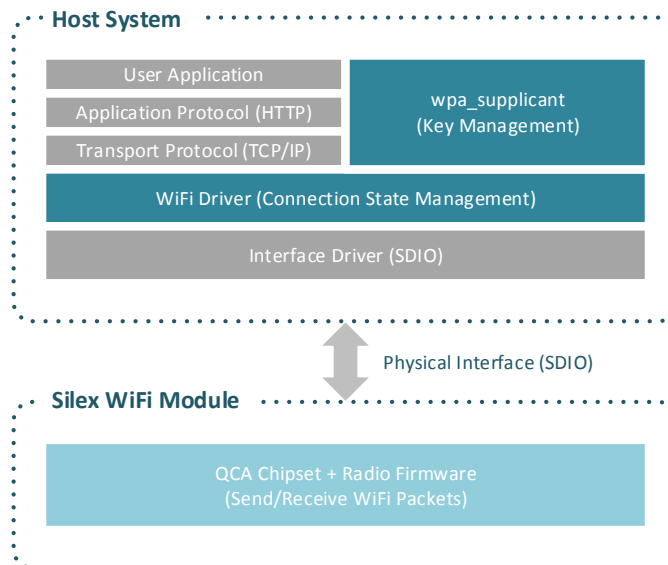 Host System
User Application
Application Protocol (HTTP)
Transport Protocol (TCP/IP)
wpa_supplicant
(Key Management)
WiFi Driver (Connection State Management)
Interface Driver (SDIO)
Physical Interface (SDIO)
Silex WiFi Module
QCA Chipset + Radio Firmware
(Send/Receive WiFi Packets)